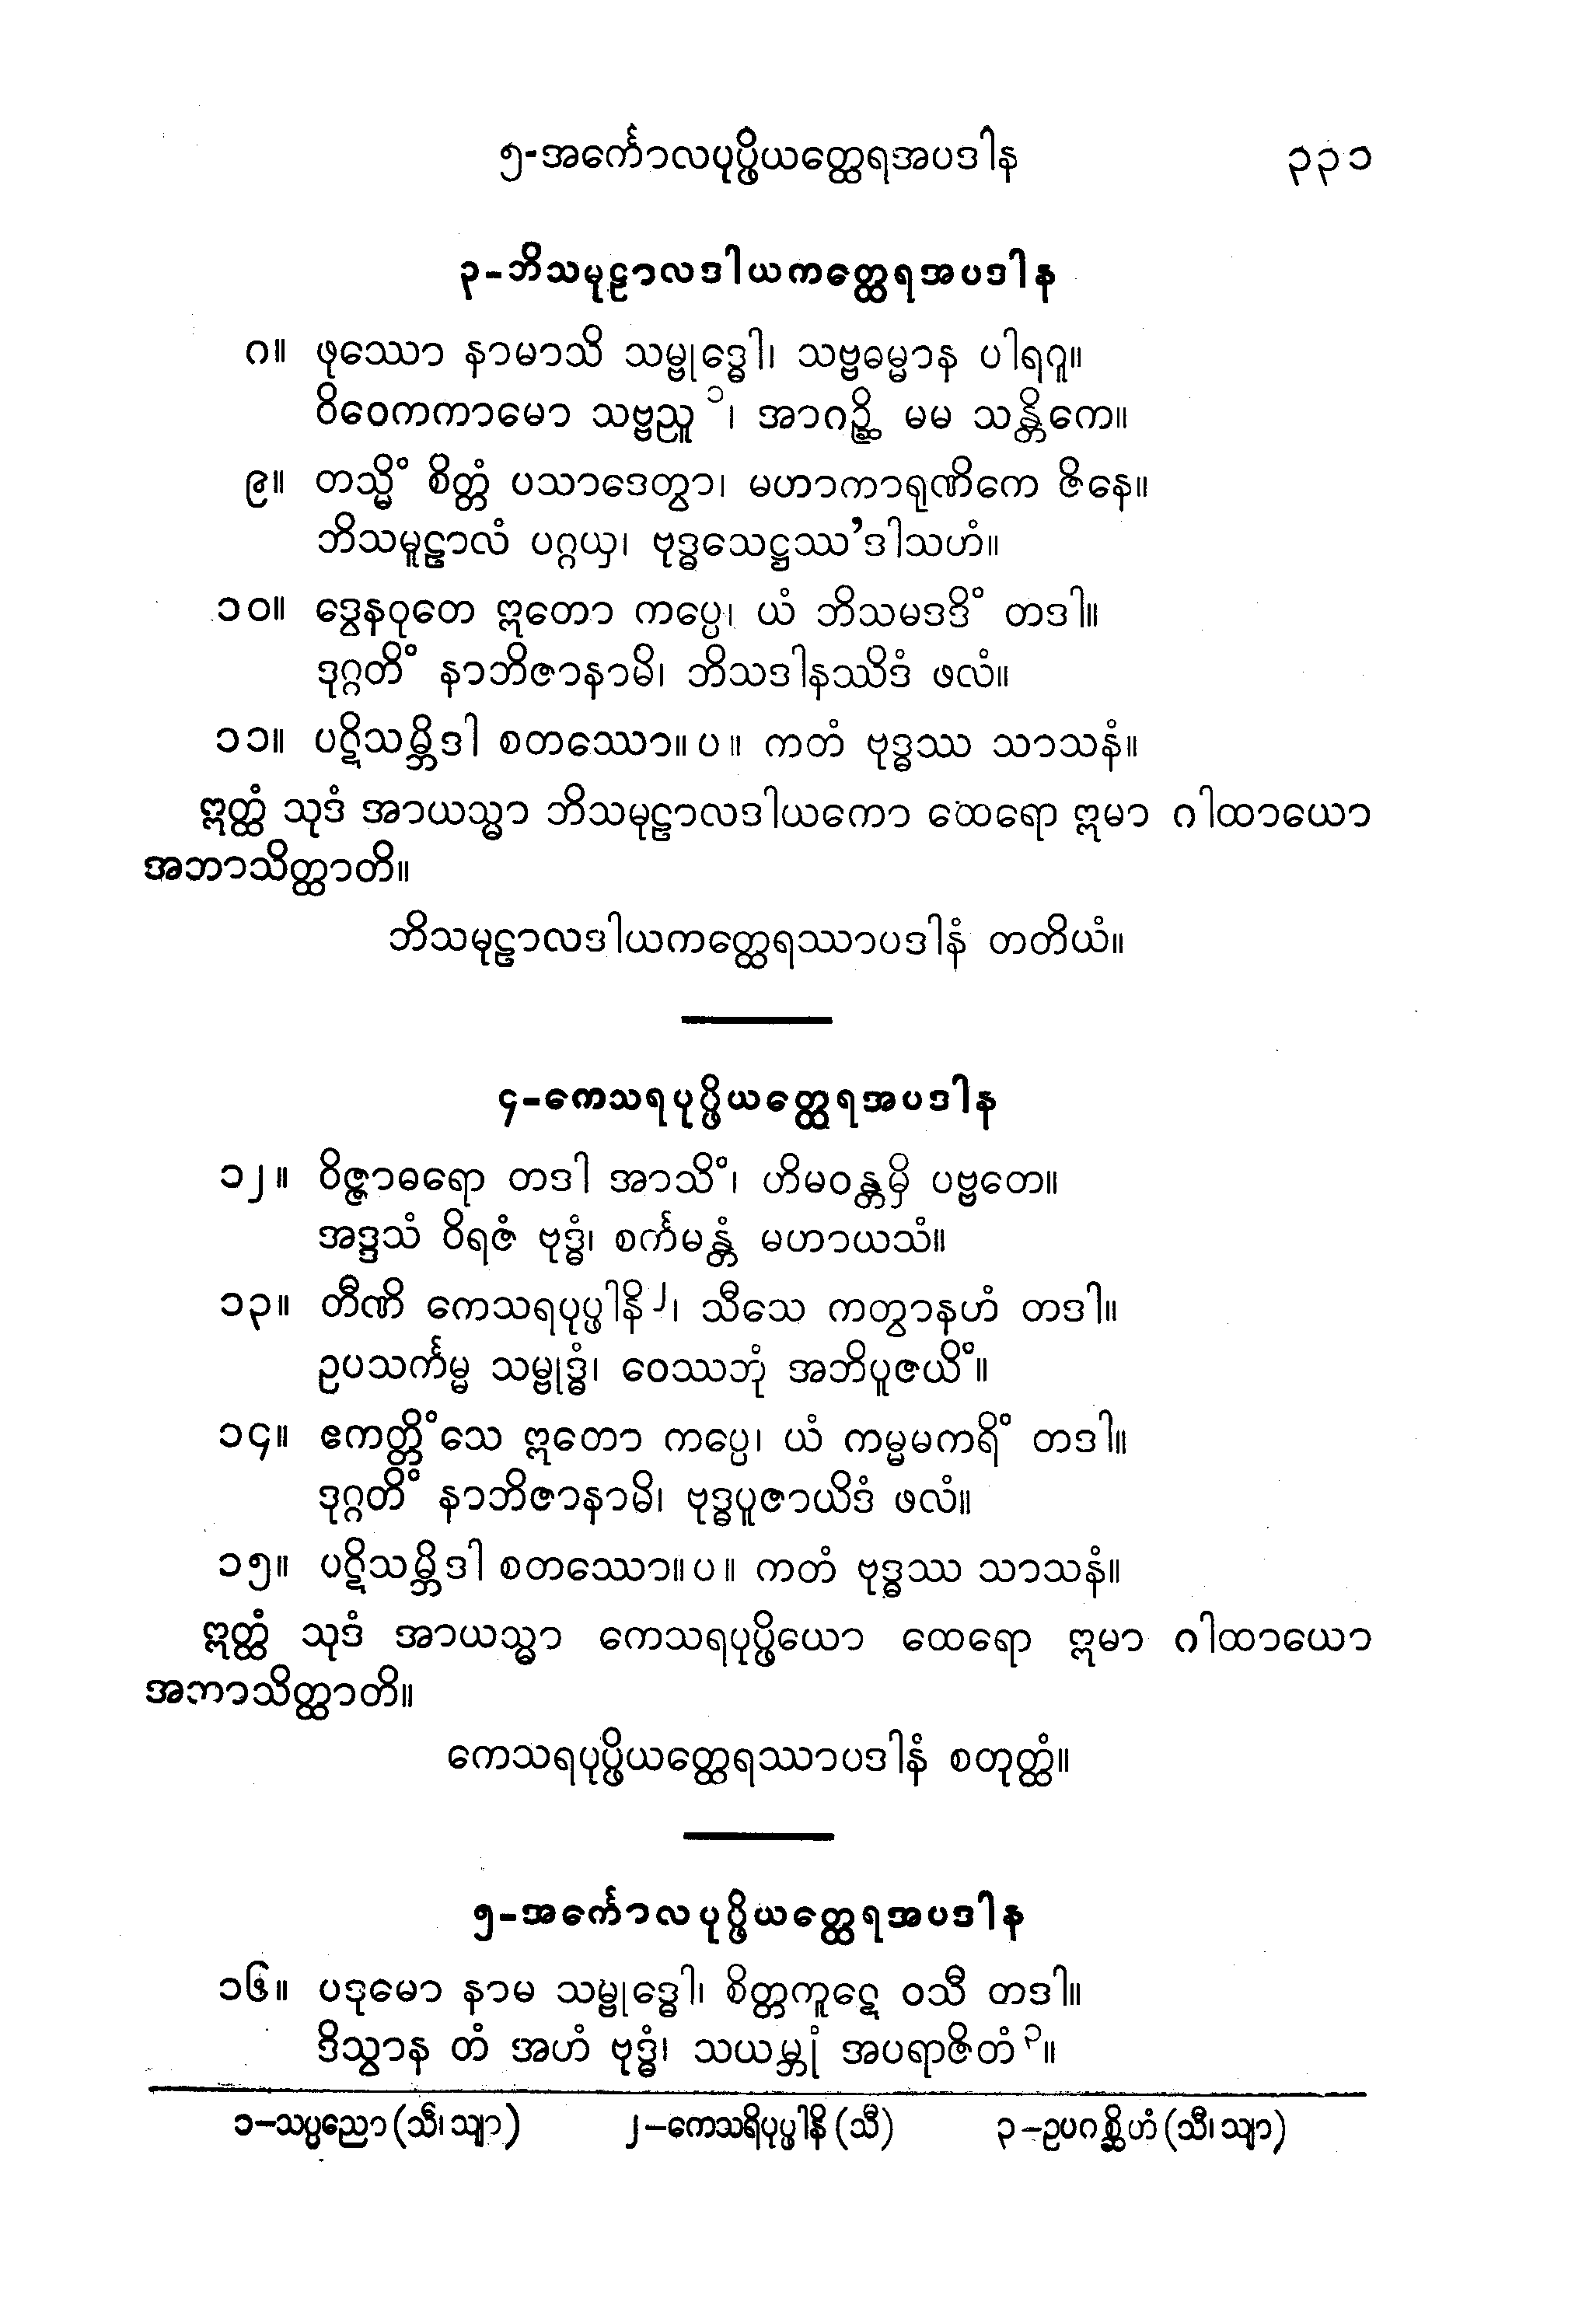 ၅-အင်္ကောလပုပ္ဖိယတ္ထေရအပဒါန ၃၃၁
၃-ဘိသမုဠာလဒါယကတ္ထေရအပဒါန
၈။ ဖုဿော နာမာသိ သမ္ဗုဒ္ဓေါ၊ သဗ္ဗဓမ္မာန ပါရဂူ။
ဝိဝေကကာမော သဗ္ဗညူ ၁၊ အာဂဉ္ဆိ မမ သန္တိကေ။
၉။ တသ္မိံ စိတ္တံ ပသာဒေတွာ၊ မဟာကာရုဏိကေ ဇိနေ။
ဘိသမူဠာလံ ပဂ္ဂယှ၊ ဗုဒ္ဓသေဋ္ဌဿ’ဒါသဟံ။
၁၀။ ဒွေနဝုတေ ဣတော ကပ္ပေ၊ ယံ ဘိသမဒဒိံ တဒါ။
ဒုဂ္ဂတိံ နာဘိဇာနာမိ၊ ဘိသဒါနဿိဒံ ဖလံ။
၁၁။ ပဋိသမ္ဘိဒါ စတဿော။ ပ ။ ကတံ ဗုဒ္ဓဿ သာသနံ။
ဣတ္ထံ သုဒံ အာယသ္မာ ဘိသမုဠာလဒါယကော ထေရော ဣမာ ဂါထာယော
အဘာသိတ္ထာတိ။
ဘိသမုဠာလဒါယကတ္ထေရဿာပဒါနံ တတိယံ။
၄-ကေသရပုပ္ဖိယတ္ထေရအပဒါန
၁၂။ ဝိဇ္ဇာဓရော တဒါ အာသိံ၊ ဟိမဝန္တမှိ ပဗ္ဗတေ။
အဒ္ဒသံ ဝိရဇံ ဗုဒ္ဓံ၊ စင်္ကမန္တံ မဟာယသံ။
၁၃။ တီဏိ ကေသရပုပ္ဖါနိ ၂၊ သီသေ ကတွာနဟံ တဒါ။
ဥပသင်္ကမ္မ သမ္ဗုဒ္ဓံ၊ ဝေဿဘုံ အဘိပူဇယိံ။
၁၄။ ဧကတ္တိံသေ ဣတော ကပ္ပေ၊ ယံ ကမ္မမကရိံ တဒါ။
ဒုဂ္ဂတိံ နာဘိဇာနာမိ၊ ဗုဒ္ဓပူဇာယိဒံ ဖလံ။
၁၅။ ပဋိသမ္ဘိဒါ စတဿော။ ပ ။ ကတံ ဗုဒ္ဓဿ သာသနံ။
ဣတ္ထံ သုဒံ အာယသ္မာ ကေသရပုပ္ဖိယော ထေရော ဣမာ ဂါထာယော
အဘာသိတ္ထာတိ။
ကေသရပုပ္ဖိယတ္ထေရဿာပဒါနံ စတုတ္ထံ။
၅-အင်္ကောလပုပ္ဖိယတ္ထေရအပဒါန
၁၆။ ပဒုမော နာမ သမ္ဗုဒ္ဓေါ၊ စိတ္တကူဋေ ဝသီ တဒါ။
ဒိသွာန တံ အဟံ ဗုဒ္ဓံ၊ သယမ္ဘုံ အပရာဇိတံ ၃။
၁-သပ္ပညော (သီ၊ သျာ) ၂-ကေသရိပုပ္ဖါနိ (သီ) ၃-ဥပဂစ္ဆိဟံ (သီ၊ သျာ)